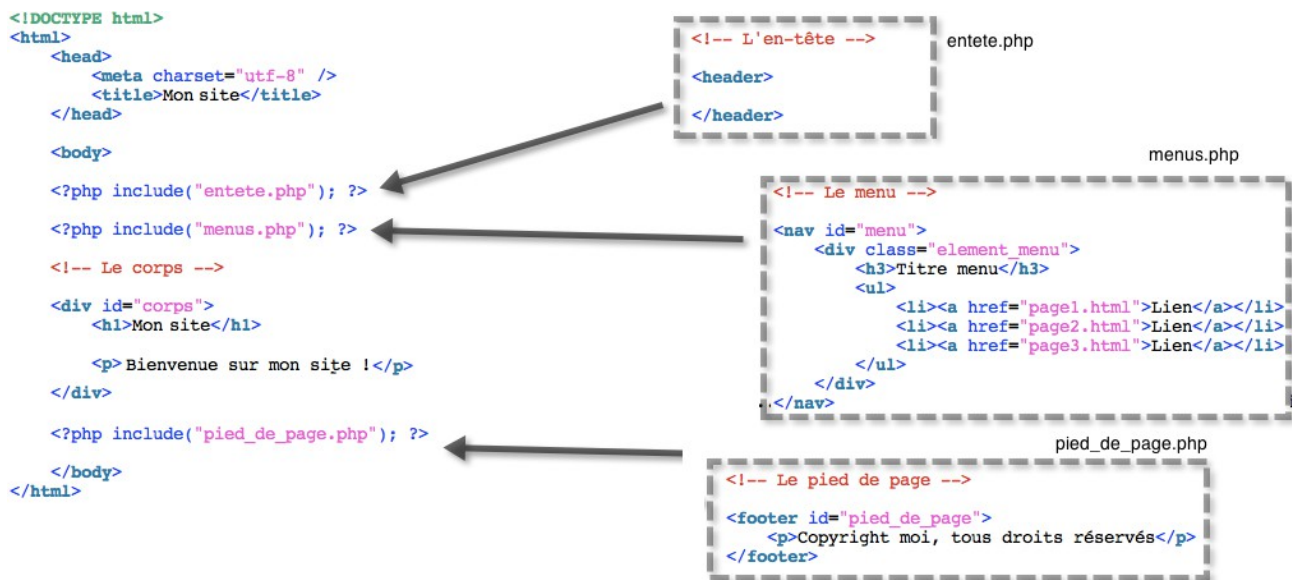 <!DOCTYPE html>
<html>
<head>
<meta charset="utf-8" />
<title>Mon site</title>
</head>
<body>
<?php include("entete.php"); ?>
<?php include("menus.php"); ?>
<!-- Le corps -->
<div id="corps">
<h1>Mon site</h1>
<p> Bienvenue sur mon site !</p>
</div>
<?php include("pied_de_page.php"); ?>
</body>
</html>
entete.php
<!-- L'en-tête -->
<header>
</header>
menus.php
<!-- Le menu -->
<nav id="menu">
<div class="element_menu">
<h3>Titre menu</h3>
<ul>
<li><a href="page1.html">Lien</a></li>
<li><a href="page2.html">Lien</a></li>
<li><a href="page3.html">Lien</a></li>
</ul>
</div>
</nav>
pied_de_page.php
<!-- Le pied de page -->
<footer id="pied_de_page">
<p>Copyright moi, tous droits réservés</p>
</footer>